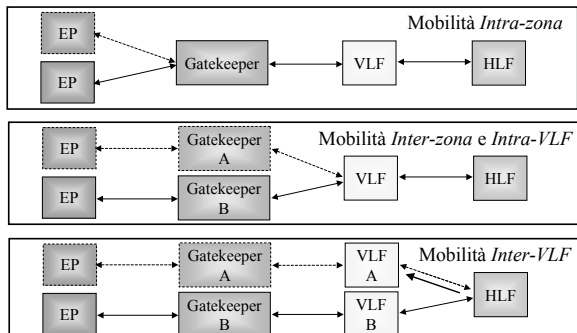 Mobilità Intra-zona
EP
EP
Gatekeeper
VLF
HLF
Mobilità Inter-zona e Intra-VLF
EP
Gatekeeper
A
EP
Gatekeeper
B
VLF
HLF
Mobilità Inter-VLF
EP
Gatekeeper
A
VLF
A
EP
Gatekeeper
B
VLF
B
HLF